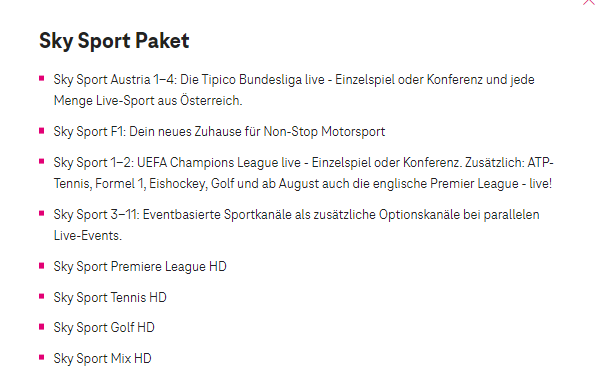 Sky Sport Paket
Sky Sport Austria 1–4: Die Tipico Bundesliga live - Einzelspiel oder Konferenz und jede
Menge Live-Sport aus Österreich.
Sky Sport F1: Dein neues Zuhause für Non-Stop Motorsport
Sky Sport 1–2: UEFA Champions League live - Einzelspiel oder Konferenz. Zusätzlich: ATP-
Tennis, Formel 1, Eishockey, Golf und ab August auch die englische Premier League - live!
Sky Sport 3–11: Eventbasierte Sportkanäle als zusätzliche Optionskanäle bei parallelen
Live-Events.
Sky Sport Premiere League HD
Sky Sport Tennis HD
Sky Sport Golf HD
Sky Sport Mix HD